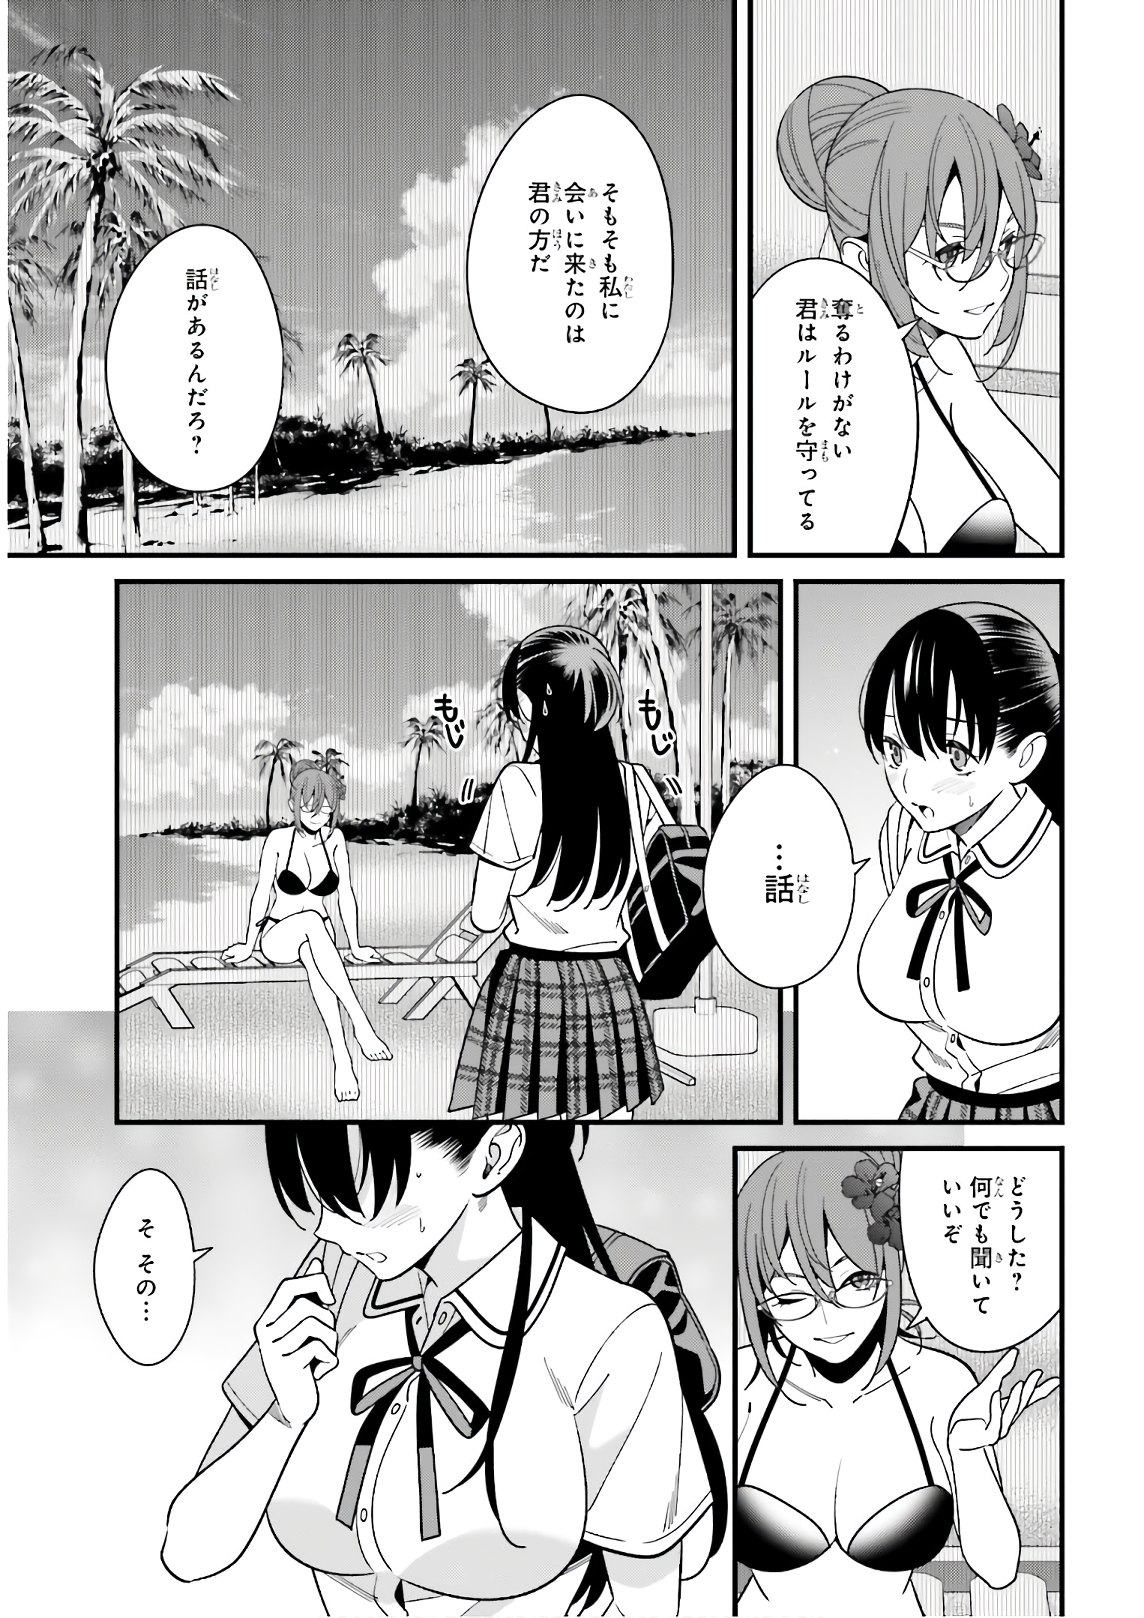 奪るわけがない
君はルールを守ってる
そもそも私に
会いに来たのは
君の方だ
話があるんだろ?
…話
もじ
もじ
どうした?
何でも聞いて
いいぞ
そ その…